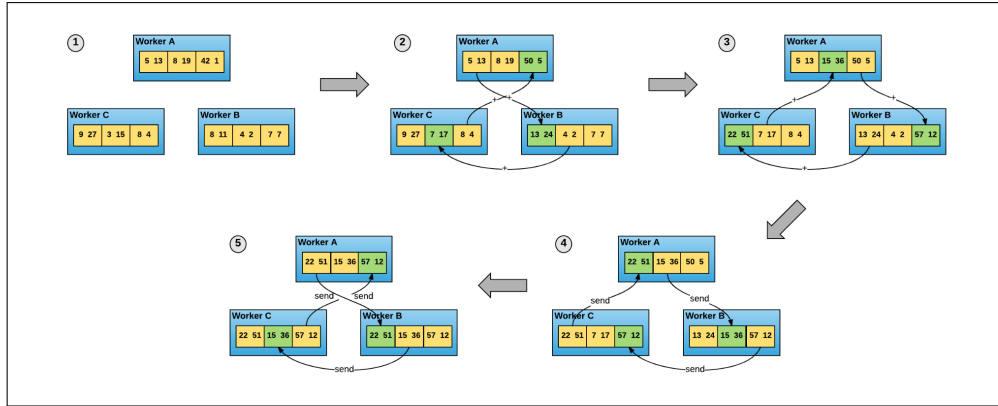 1
Worker A
5 13 8 19 42 1
Worker C
9 27 3 15 8 4
Worker B
8 11 4 2 7 7
2
Worker A
5 13 8 19 50 5
+ +
Worker C
9 27 7 17 8 4
Worker B
13 24 4 2 7 7
+
3
Worker A
5 13 15 36 50 5
+ +
Worker C
22 51 7 17 8 4
Worker B
13 24 4 2 57 12
+
5
Worker A
22 51 15 36 57 12
send send
Worker C
22 51 15 36 57 12
Worker B
22 51 15 36 57 12
send
4
Worker A
22 51 15 36 50 5
send send
Worker C
22 51 7 17 57 12
Worker B
13 24 15 36 57 12
send